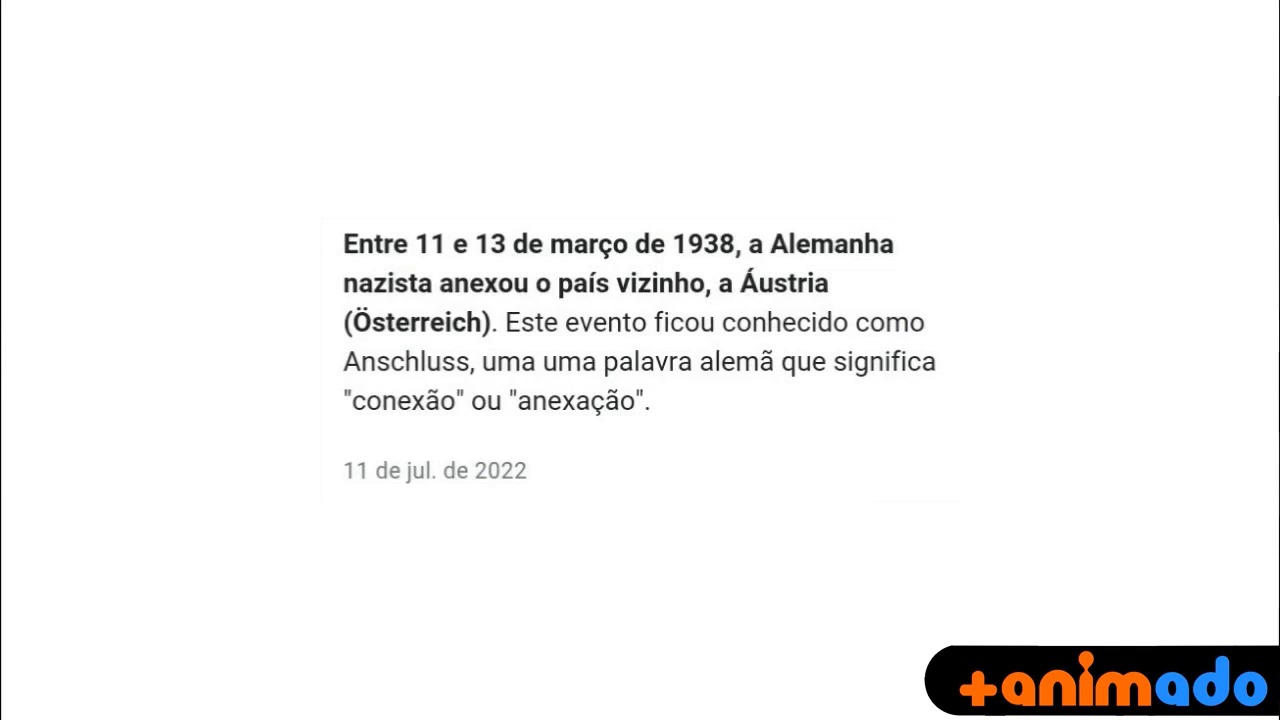 Entre 11 e 13 de março de 1938, a Alemanha
nazista anexou o país vizinho, a Áustria
(Österreich). Este evento ficou conhecido como
Anschluss, uma uma palavra alemã que significa
"conexão" ou "anexação".
11 de jul. de 2022
+animado